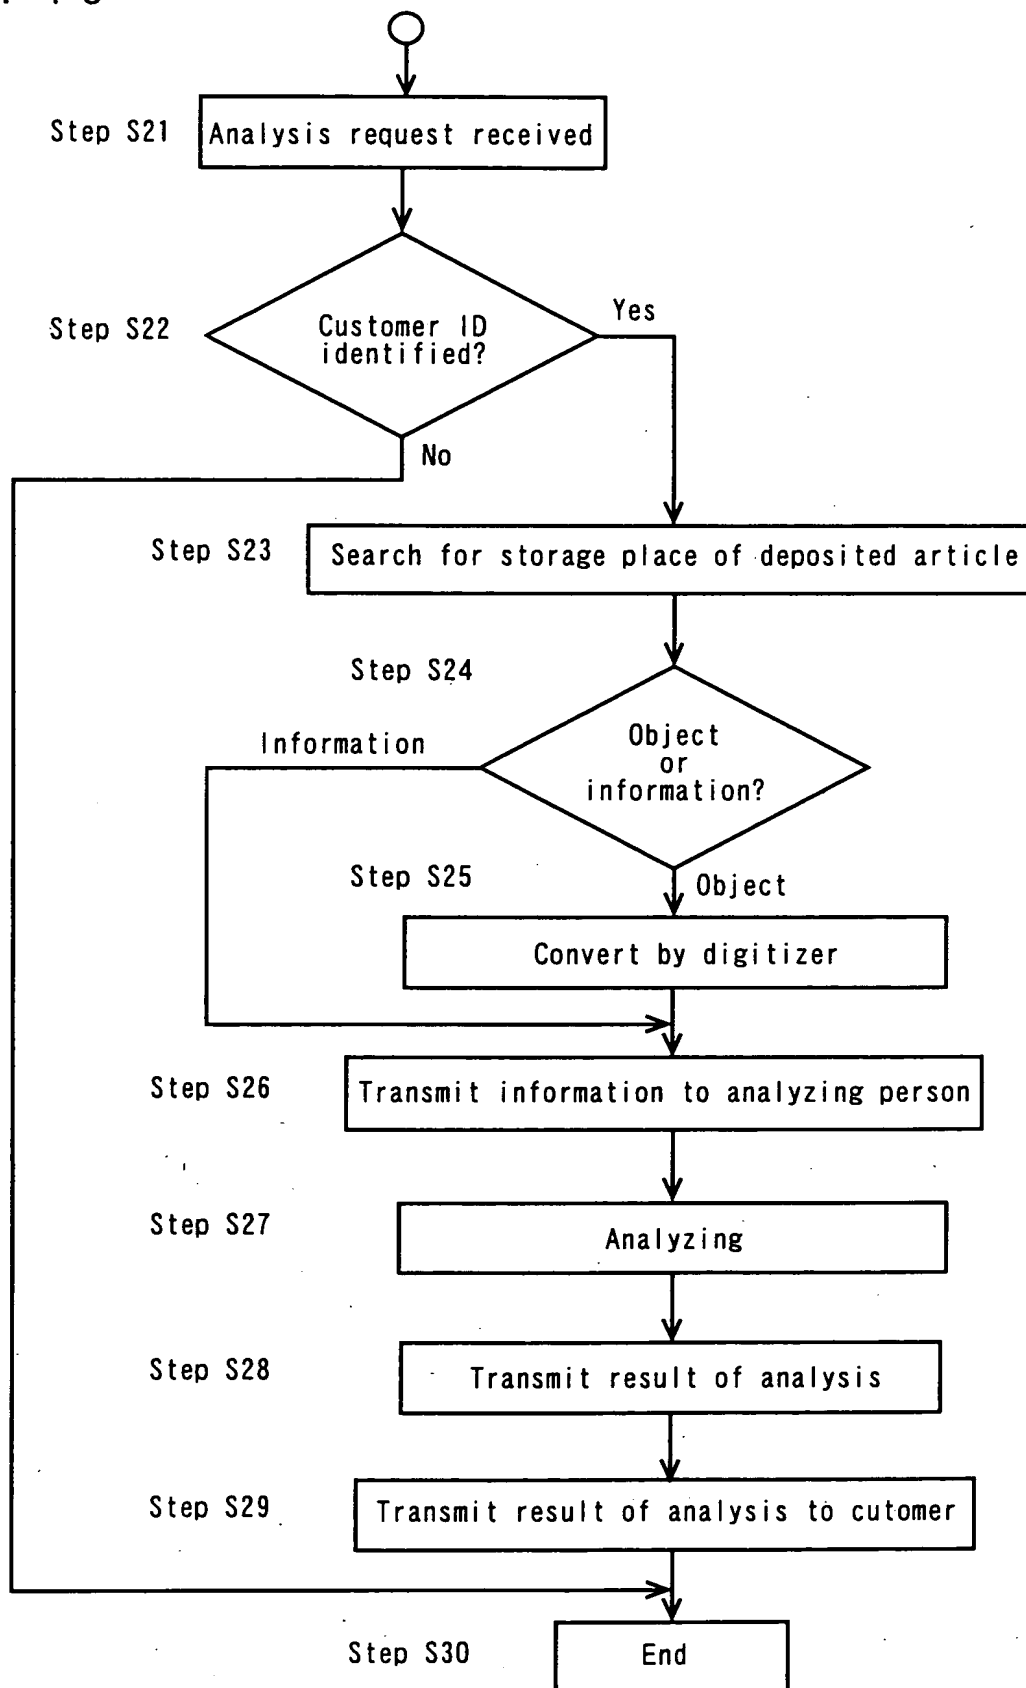 Step S21
Analysis request received
Step S22
Customer ID
identified?
Yes
No
Step S23
Search for storage place of deposited article
Step S24
Object
or
information?
Information
Step S25
Object
Convert by digitizer
Step S26
Transmit information to analyzing person
Step S27
Analyzing
Step S28
Transmit result of analysis
Step S29
Transmit result of analysis to cutomer
Step S30
End